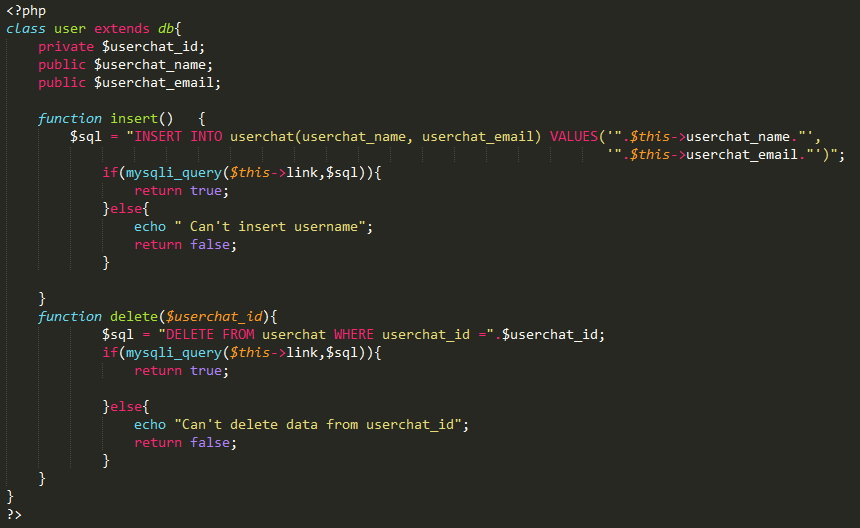 <?php
class user extends db{
    private $userchat_id;
    public $userchat_name;
    public $userchat_email;
    function insert()   {
        $sql = "INSERT INTO userchat(userchat_name, userchat_email) VALUES('".$this->userchat_name."',
                                                                           '".$this->userchat_email."')";
            if(mysqli_query($this->link,$sql)){
                return true;
            }else{
                echo " Can't insert username";
                return false;
            }
    }
    function delete($userchat_id){
            $sql = "DELETE FROM userchat WHERE userchat_id =".$userchat_id;
            if(mysqli_query($this->link,$sql)){
                return true;
            }else{
                echo "Can't delete data from userchat_id";
                return false;
            }
    }
}
?>